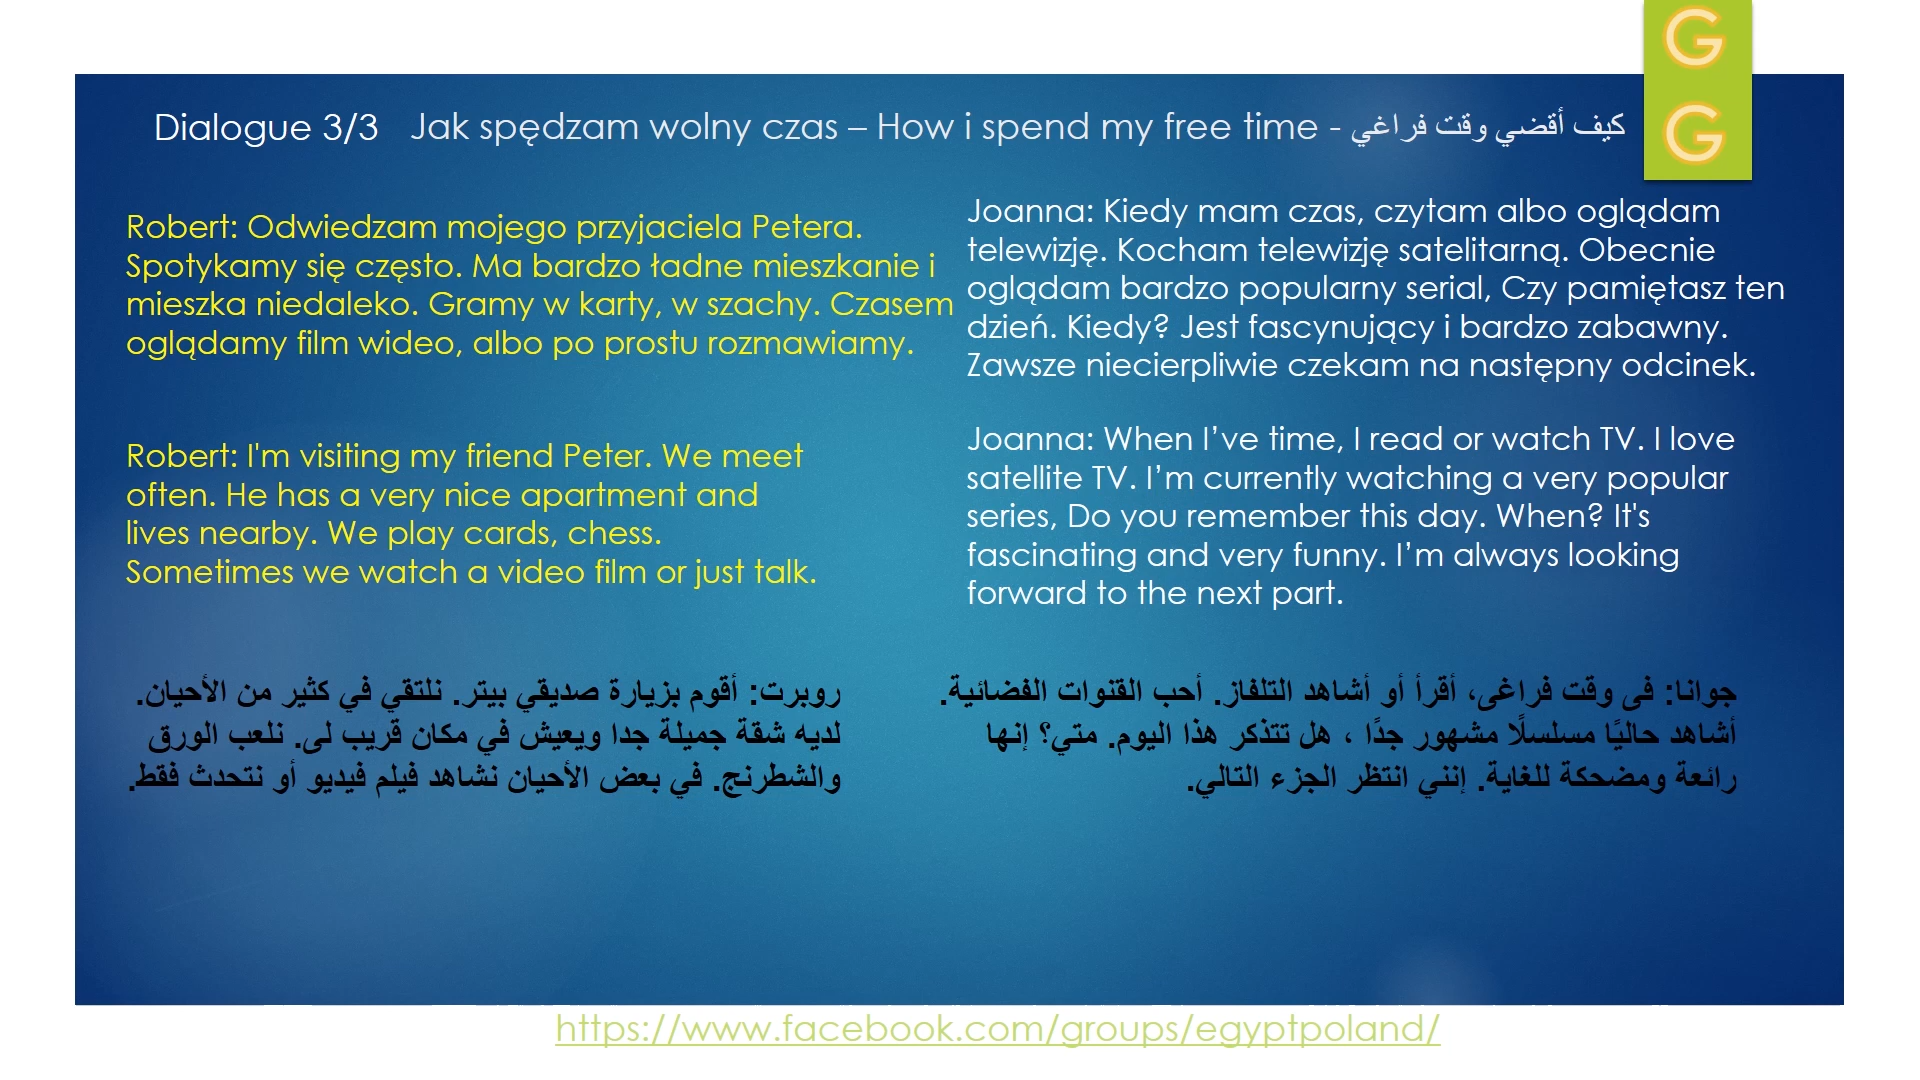 G
G
Dialogue 3/3 Jak spędzam wolny czas – How i spend my free time - كيف أقضي وقت فراغي
Robert: Odwiedzam mojego przyjaciela Petera.
Spotykamy się często. Ma bardzo ładne mieszkanie i
mieszka niedaleko. Gramy w karty, w szachy. Czasem
oglądamy film wideo, albo po prostu rozmawiamy.
Robert: I'm visiting my friend Peter. We meet
often. He has a very nice apartment and
lives nearby. We play cards, chess.
Sometimes we watch a video film or just talk.
روبرت: أقوم بزيارة صديقي بيتر. نلتقي في كثير من الأحيان.
لديه شقة جميلة جدا ويعيش في مكان قريب لى. نلعب الورق
والشطرنج. في بعض الأحيان نشاهد فيلم فيديو أو نتحدث فقط.
Joanna: Kiedy mam czas, czytam albo oglądam
telewizję. Kocham telewizję satelitarną. Obecnie
oglądam bardzo popularny serial, Czy pamiętasz ten
dzień. Kiedy? Jest fascynujący i bardzo zabawny.
Zawsze niecierpliwie czekam na następny odcinek.
Joanna: When I’ve time, I read or watch TV. I love
satellite TV. I’m currently watching a very popular
series, Do you remember this day. When? It's
fascinating and very funny. I’m always looking
forward to the next part.
جوانا: فى وقت فراغى، أقرأ أو أشاهد التلفاز. أحب القنوات الفضائية.
أشاهد حاليًا مسلسلًا مشهور جدًا ، هل تتذكر هذا اليوم. متي؟ إنها
رائعة ومضحكة للغاية. إنني انتظر الجزء التالي.
https://www.facebook.com/groups/egyptpoland/